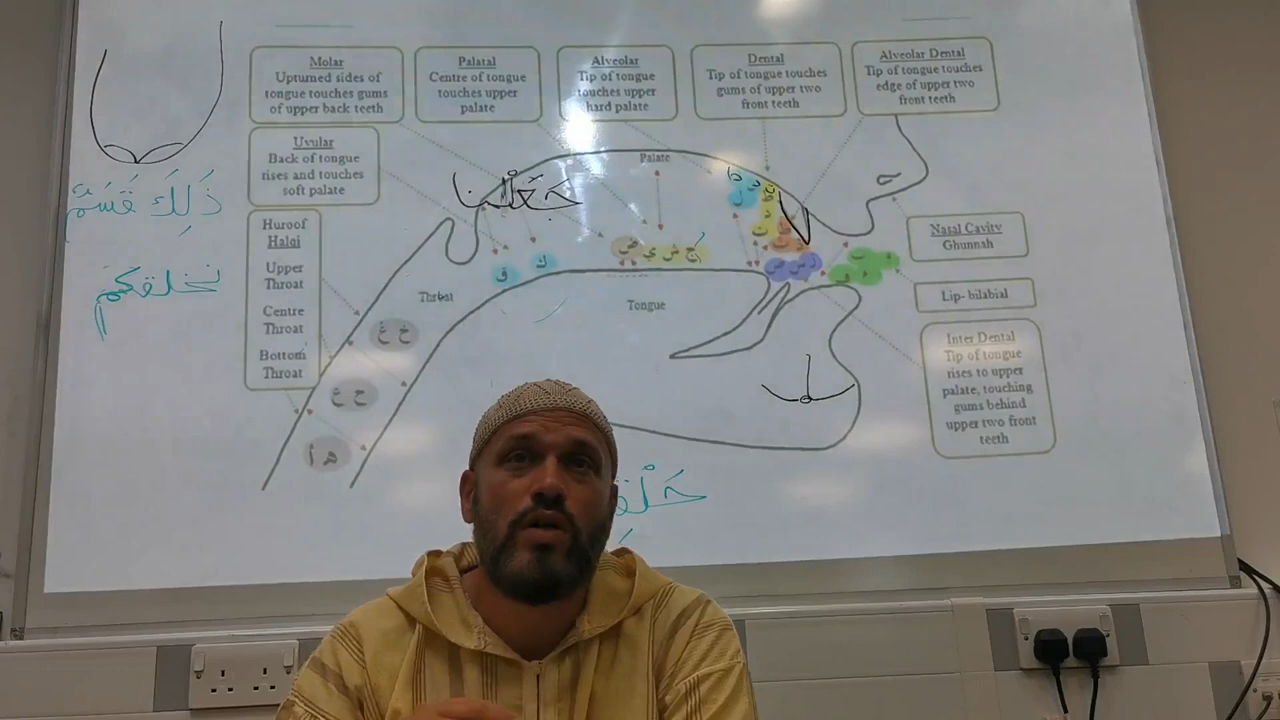 Molar
Upturned sides of
tongue touches gums
of upper back teeth
Palatal
Centre of tongue
touches upper
palate
Alveolar
Tip of tongue
touches upper
hard palate
Dental
Tip of tongue touches
gums of upper two
front teeth
Alveolar Dental
Tip of tongue touches
edge of upper two
front teeth
Uvular
Back of tongue
rises and touches
soft palate
Palate
جَعَلْنا
ذَلِكَ قَسَمٌ
نخلقكم
Huroof
Halqi
Upper
Throat
Centre
Throat
Bottom
Throat
Nasal Cavity
Ghunnah
Lip- bilabial
Inter Dental
Tip of tongue
rises to upper
palate, touching
gums behind
upper two front
teeth
Throat
Tongue
ق
ك
ج ش ي ض
خ غ
ح ع
ه أ